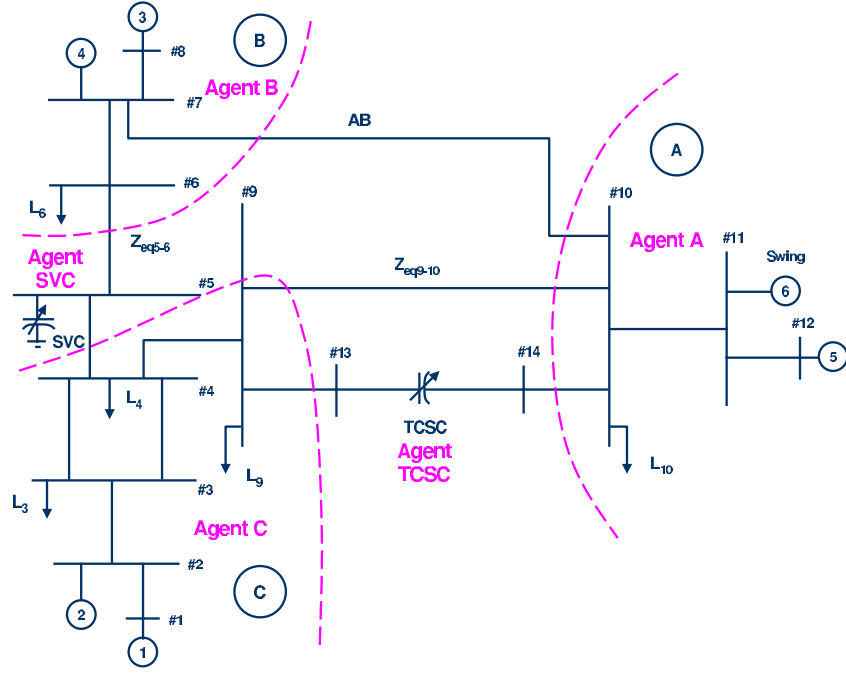 3
B
4
#8
Agent B
#7
AB
A
#6
#9
#10
L6
Zeq5-6
Agent A
#11
Agent
SVC
Zeq9-10
Swing
#5
6
SVC
#12
#13
#14
5
L4
#4
TCSC
Agent
TCSC
L9
L10
#3
L3
Agent C
#2
C
2
#1
1